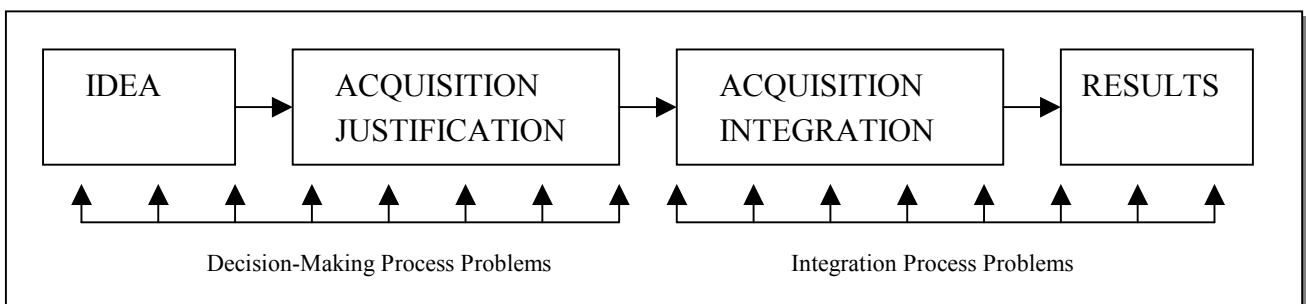 IDEA
ACQUISITION
JUSTIFICATION
ACQUISITION
INTEGRATION
RESULTS
Decision-Making Process Problems
Integration Process Problems